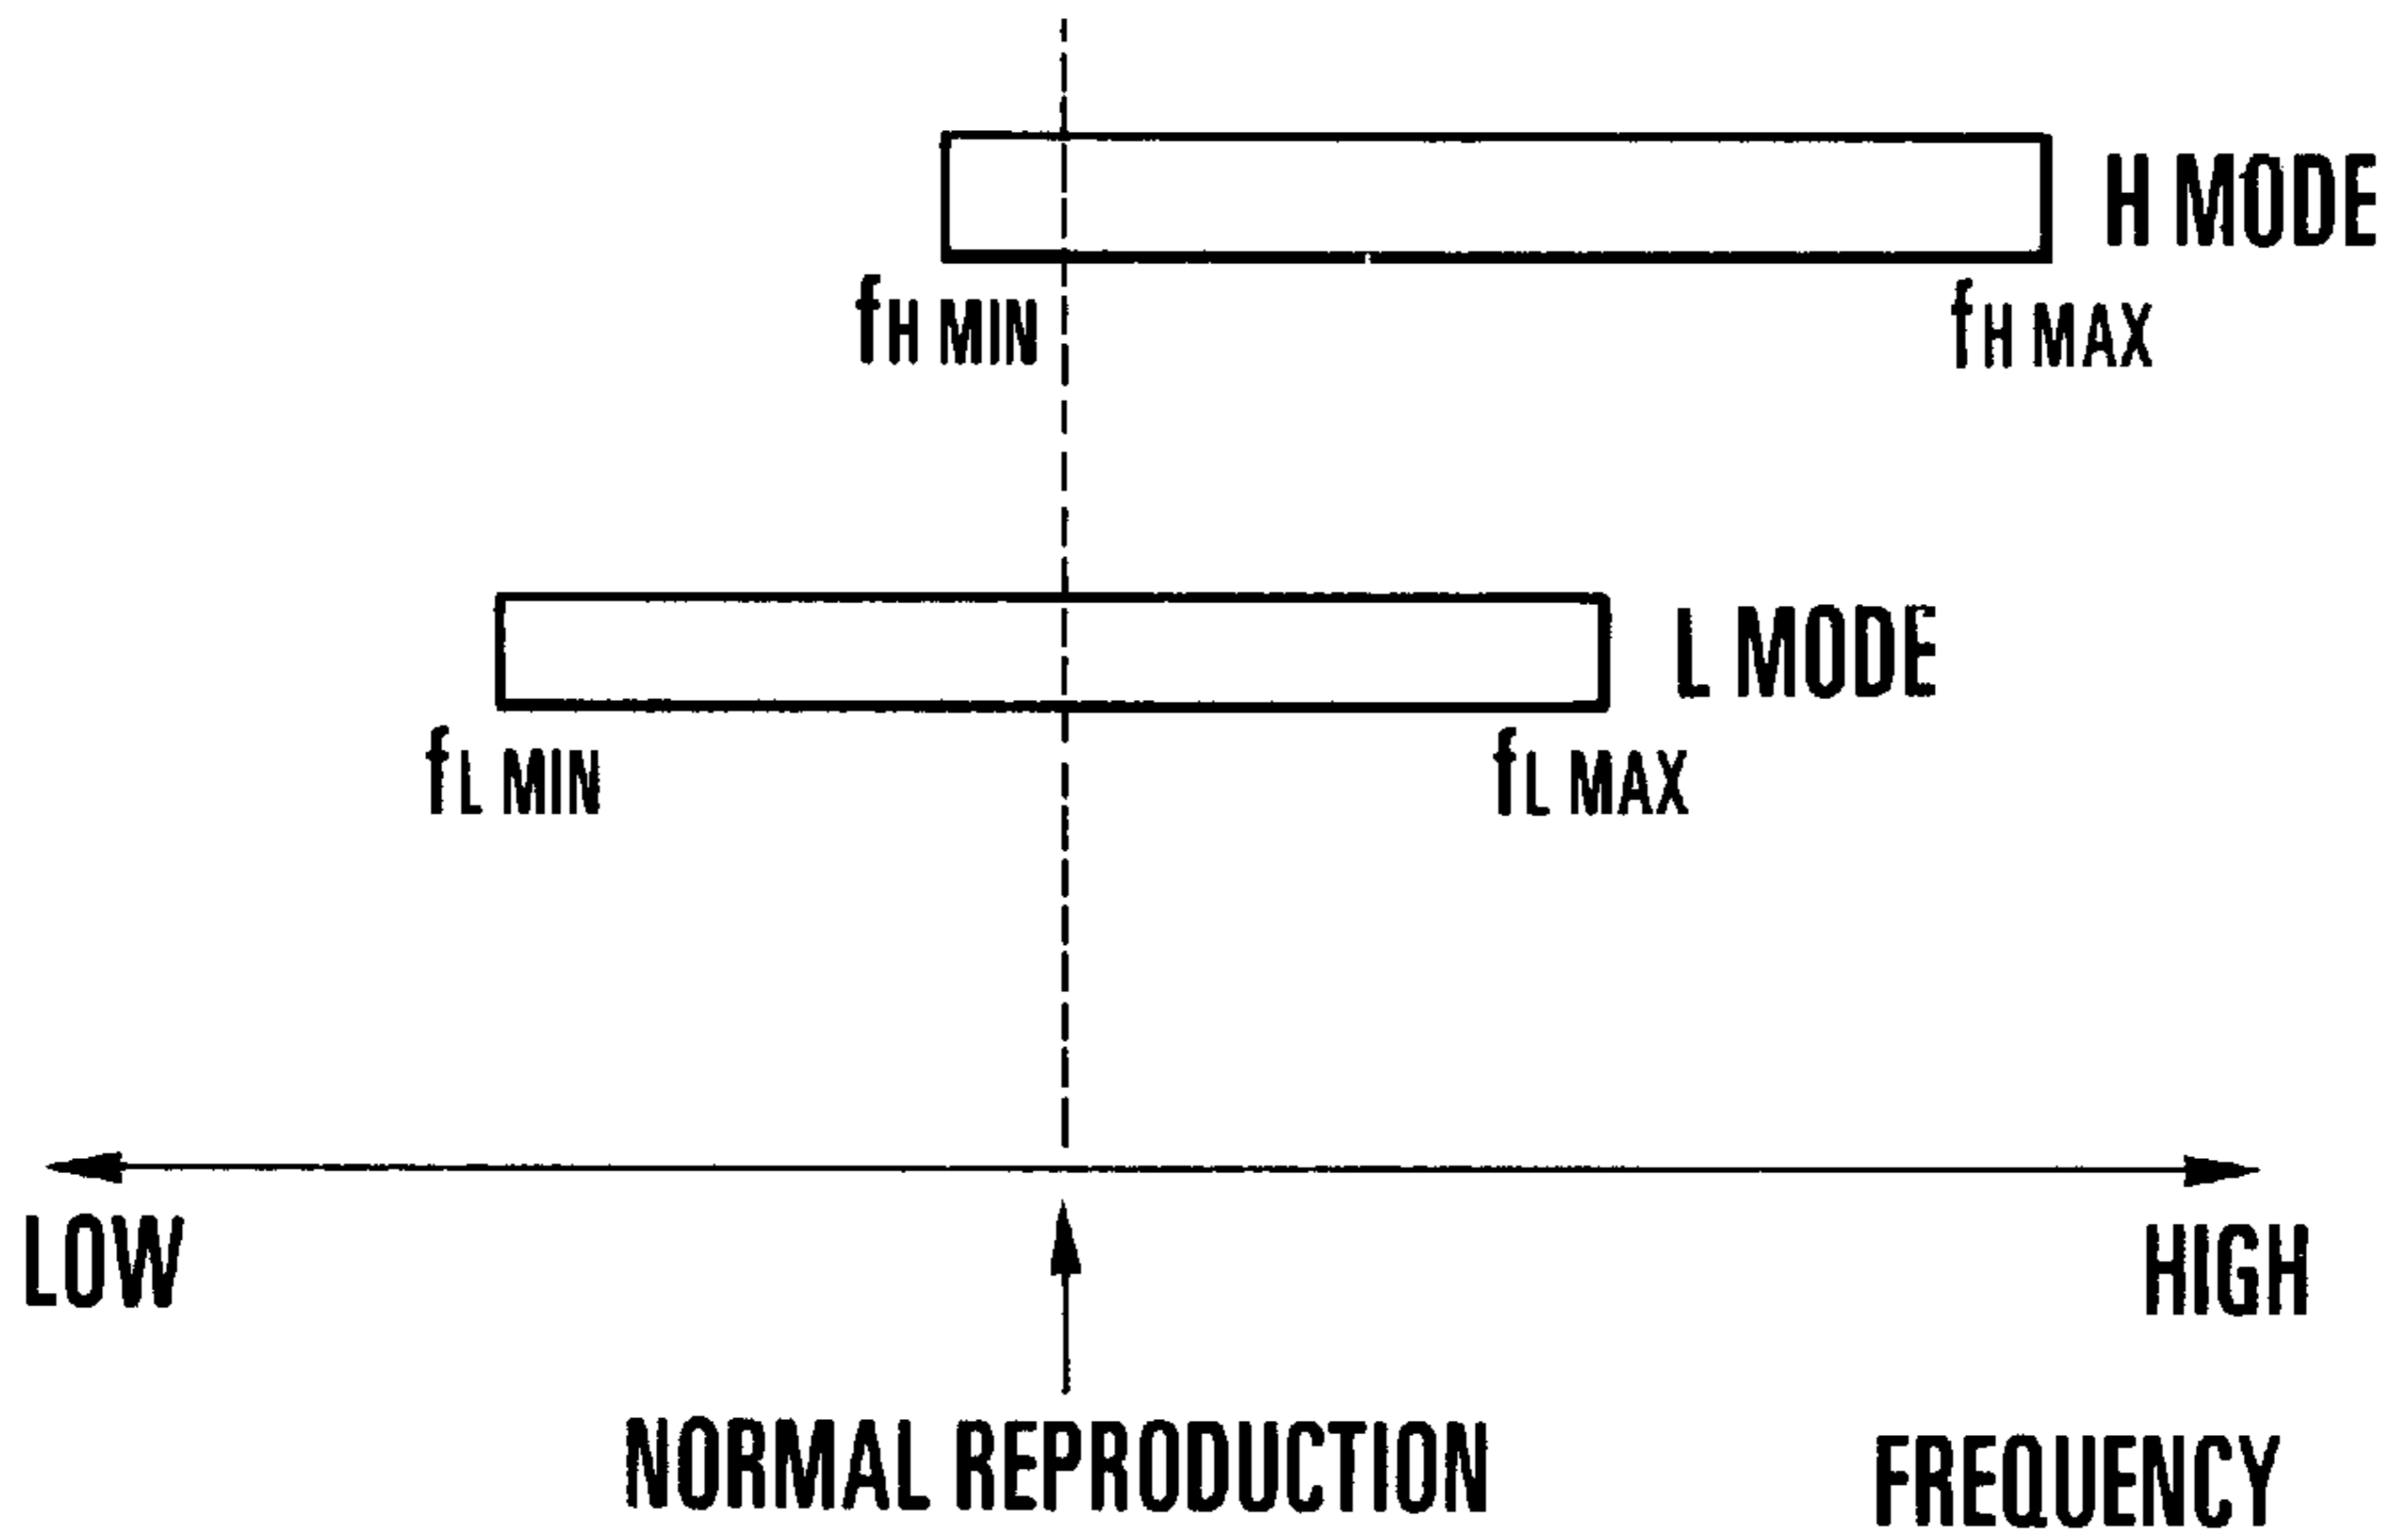 H MODE
fH MIN
fH MAX
L MODE
fL MIN
fL MAX
LOW
HIGH
NORMAL REPRODUCTION
FREQUENCY